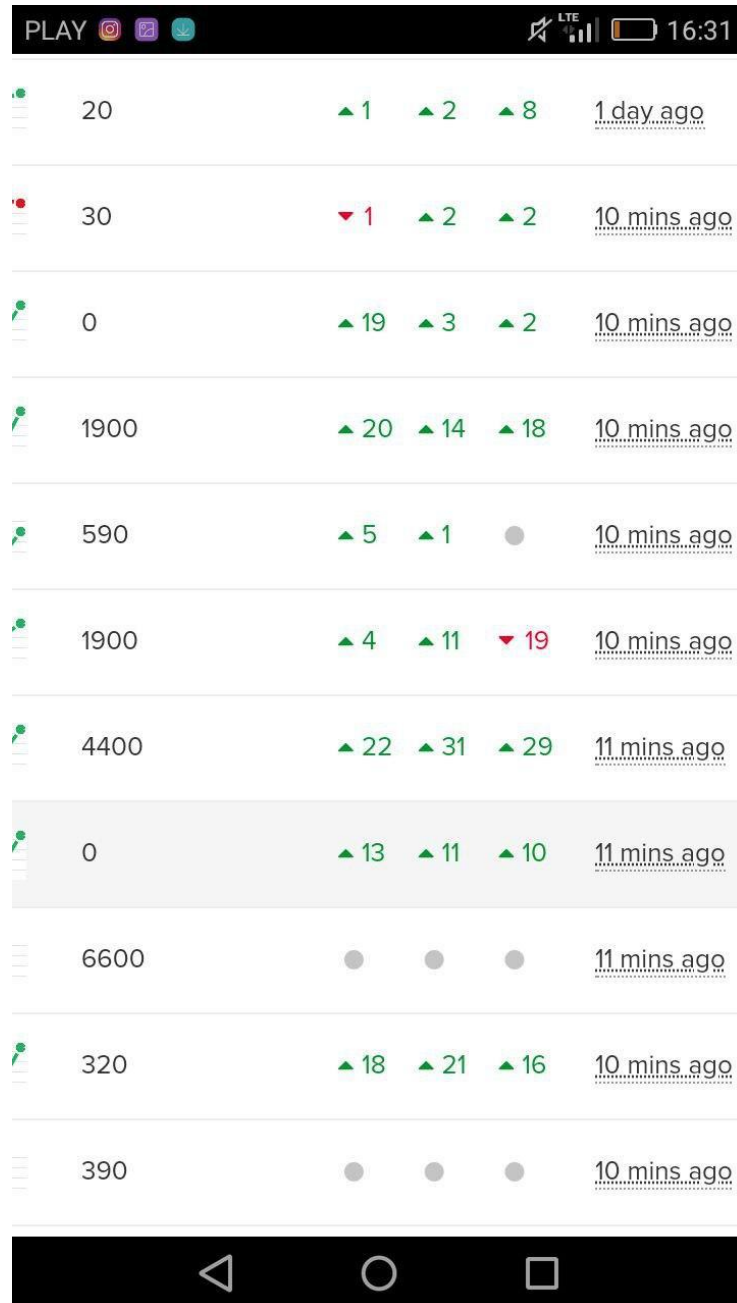 PLAY LTE 16:31
20 1 2 8 1 day ago
30 1 2 2 10 mins ago
0 19 3 2 10 mins ago
1900 20 14 18 10 mins ago
590 5 1 10 mins ago
1900 4 11 19 10 mins ago
4400 22 31 29 11 mins ago
0 13 11 10 11 mins ago
6600 11 mins ago
320 18 21 16 10 mins ago
390 10 mins ago